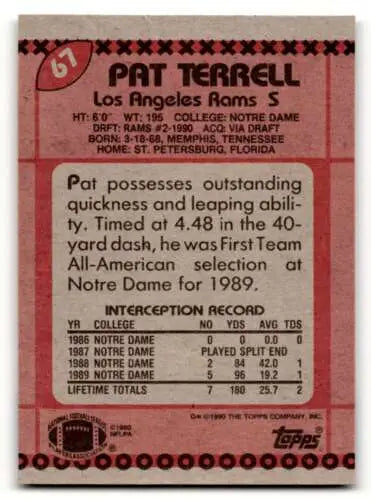 67
PAT TERRELL
Los Angeles Rams S
HT: 6'0" WT: 195 COLLEGE: NOTRE DAME
DRFT: RAMS #2-1990 ACQ: VIA DRAFT
BORN: 3-18-68, MEMPHIS, TENNESSEE
HOME: ST. PETERSBURG, FLORIDA
Pat possesses outstanding
quickness and leaping abili-
ty. Timed at 4.48 in the 40-
yard dash, he was First Team
All-American selection at
Notre Dame for 1989.
INTERCEPTION RECORD
YR COLLEGE NO YDS AVG TDS
1986 NOTRE DAME 0 0 0.0 0
1987 NOTRE DAME PLAYED SPLIT END
1988 NOTRE DAME 2 84 42.0 1
1989 NOTRE DAME 5 96 19.2 1
LIFETIME TOTALS 7 180 25.7 2
©1990 THE TOPPS COMPANY, INC.
©1990
NFLPA
topps